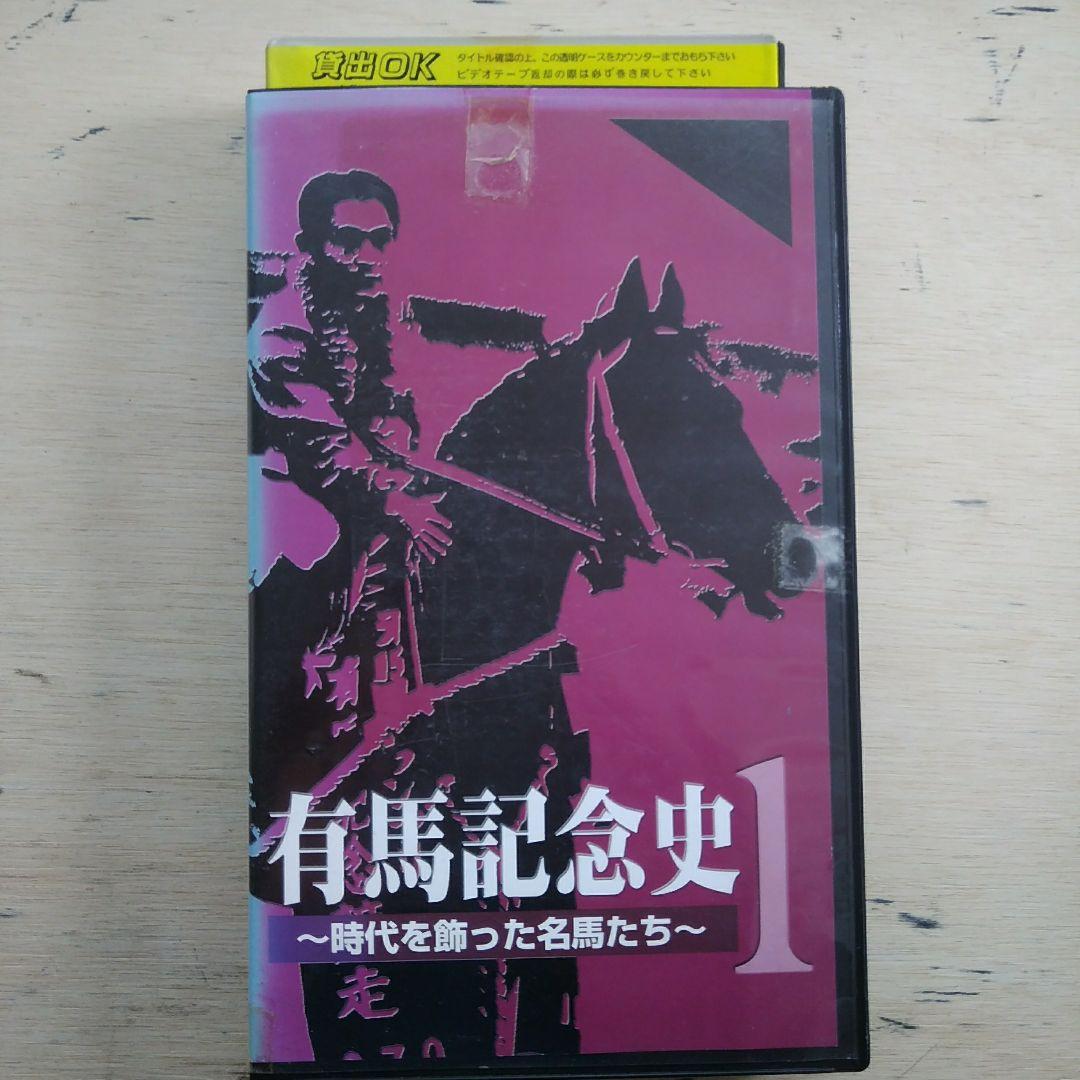 貸出OK
タイトル確認の上、この透明ケースをカウンターまでおもち下さい
ビデオテープ返却の際は必ず巻き戻して下さい
有馬記念史
1
～時代を飾った名馬たち～
走